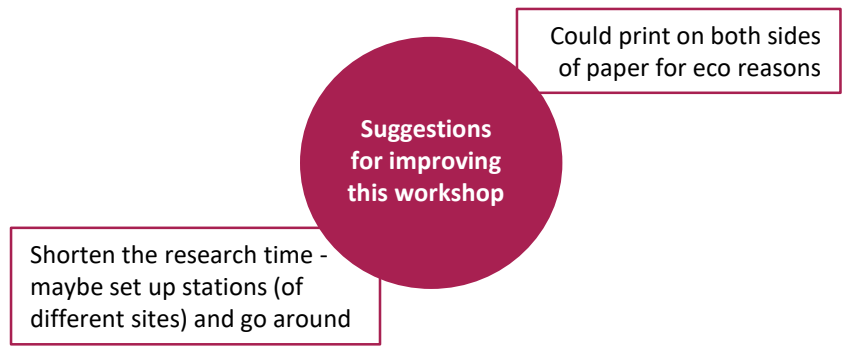 Could print on both sides
of paper for eco reasons
Suggestions
for improving
this workshop
Shorten the research time -
maybe set up stations (of
different sites) and go around